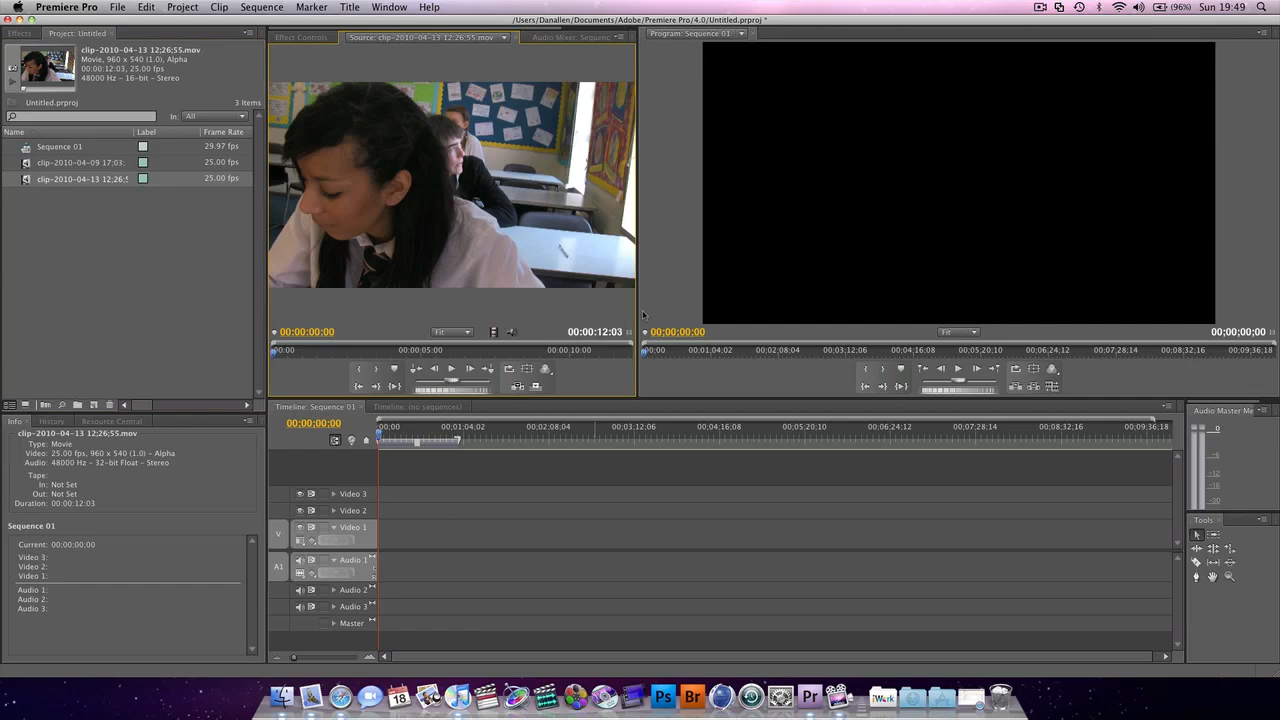 Premiere Pro File Edit Project Clip Sequence Marker Title Window Help (96%) Sun 19:49
/Users/Danallen/Documents/Adobe/Premiere Pro/4.0/Untitled.prproj *
Effects Project: Untitled
clip-2010-04-13 12;26;55.mov
Movie, 960 x 540 (1.0), Alpha
00:00:12:03, 25.00 fps
48000 Hz - 16-bit - Stereo
Untitled.prproj 3 Items
In: All
Name Label Frame Rate
Sequence 01 29.97 fps
clip-2010-04-09 17;03; 25.00 fps
clip-2010-04-13 12;26;5 25.00 fps
Effect Controls Source: clip-2010-04-13 12;26;55.mov Audio Mixer: Sequenc
00:00:00:00 Fit 00:00:12:03
00:00 00:00:05:00 00:00:10:00
Program: Sequence 01
00;00;00;00 Fit 00;00;00;00
00;00 00;01;04;02 00;02;08;04 00;03;12;06 00;04;16;08 00;05;20;10 00;06;24;12 00;07;28;14 00;08;32;16 00;09;36;18
Info History Resource Central
clip-2010-04-13 12;26;55.mov
Type: Movie
Video: 25.00 fps, 960 x 540 (1.0) - Alpha
Audio: 48000 Hz - 32-bit Float - Stereo
Tape:
In: Not Set
Out: Not Set
Duration: 00:00:12:03
Sequence 01
Current: 00;00;00;00
Video 3:
Video 2:
Video 1:
Audio 1:
Audio 2:
Audio 3:
Timeline: Sequence 01 Timeline: (no sequences)
00;00;00;00
00;00 00;01;04;02 00;02;08;04 00;03;12;06 00;04;16;08 00;05;20;10 00;06;24;12 00;07;28;14 00;08;32;16 00;09;36;18
Video 3
Video 2
V Video 1
A1 Audio 1
Audio 2
Audio 3
Master
Audio Master Me
0
-6
-12
-18
-30
Tools
18 Ps Br Pr iWork